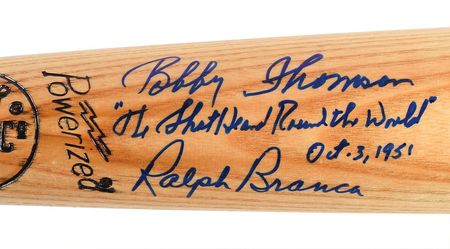 Powerized
Bobby Thomson
"The Shot Heard Round the World"
Oct. 3, 1951
Ralph Branca